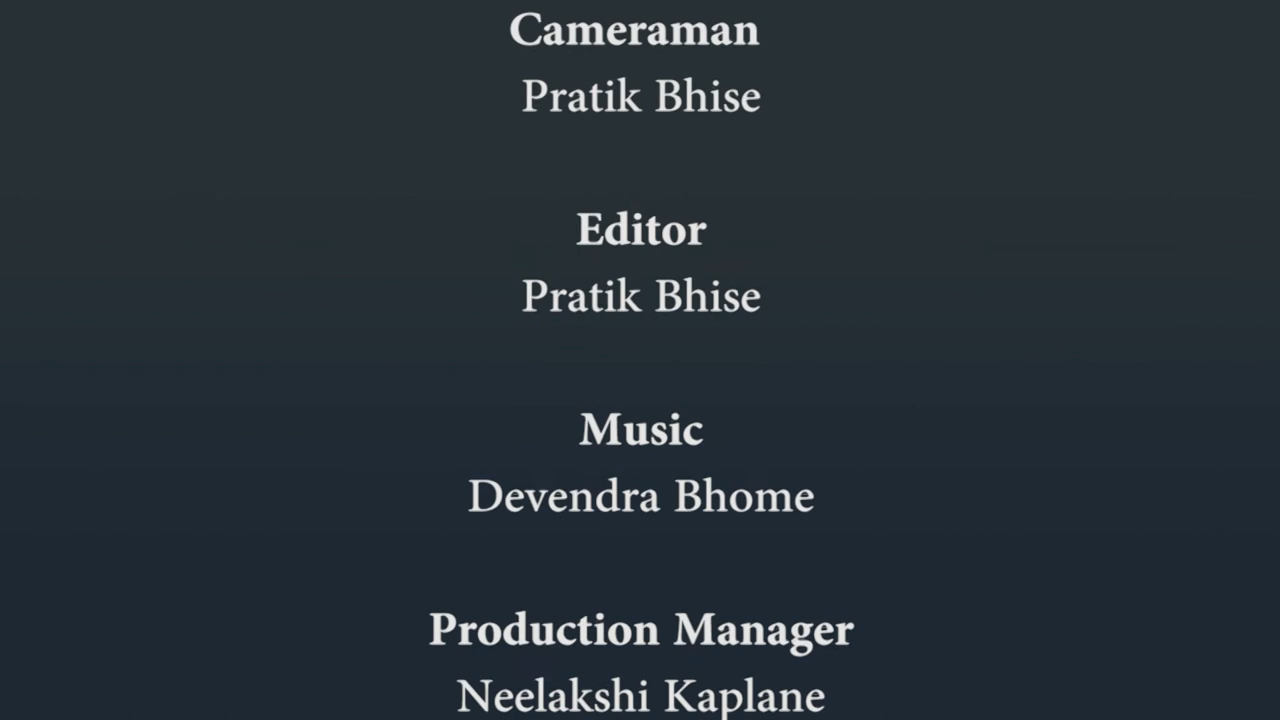 Cameraman
Pratik Bhise
Editor
Pratik Bhise
Music
Devendra Bhome
Production Manager
Neelakshi Kaplane